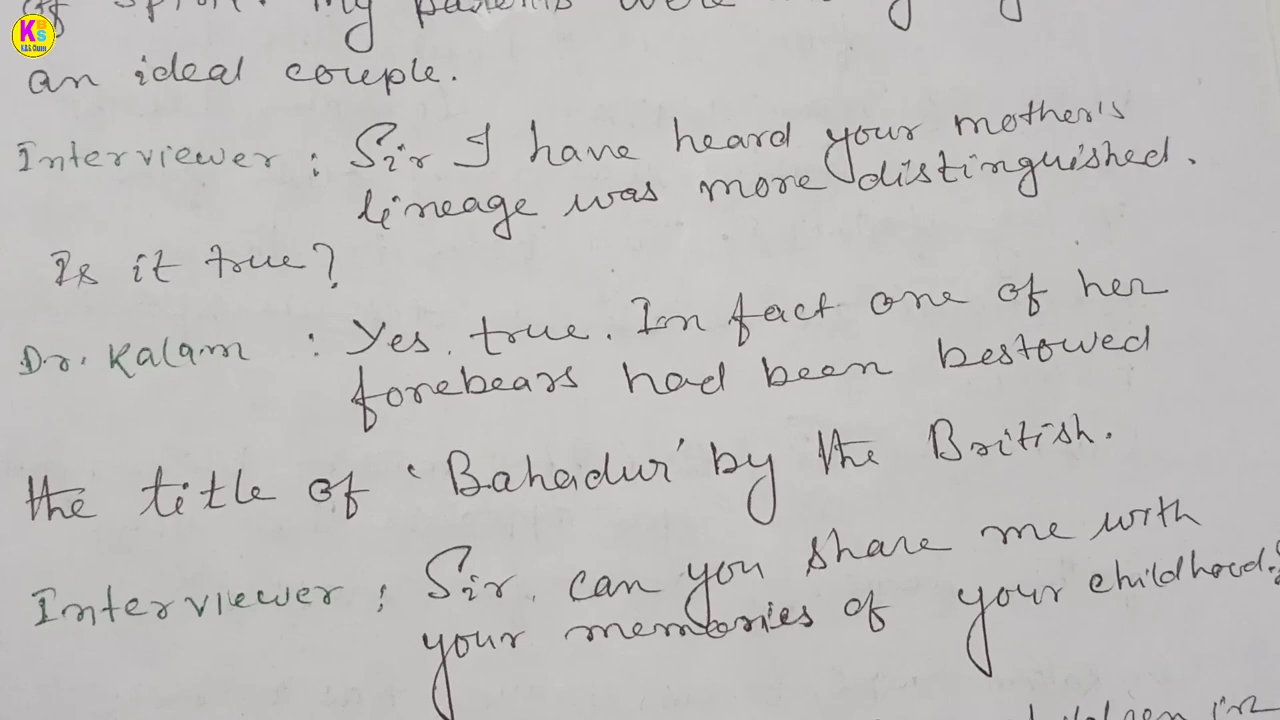 K B S
K.B.S Classes
an ideal couple.
Interviewer : Sir I have heard your mother's
lineage was more distinguished.
Is it true?
Dr. Kalam : Yes. true. In fact one of her
forebears had been bestowed
the title of 'Bahadur' by the British.
Interviewer : Sir. can you share me with
your memories of your childhood.